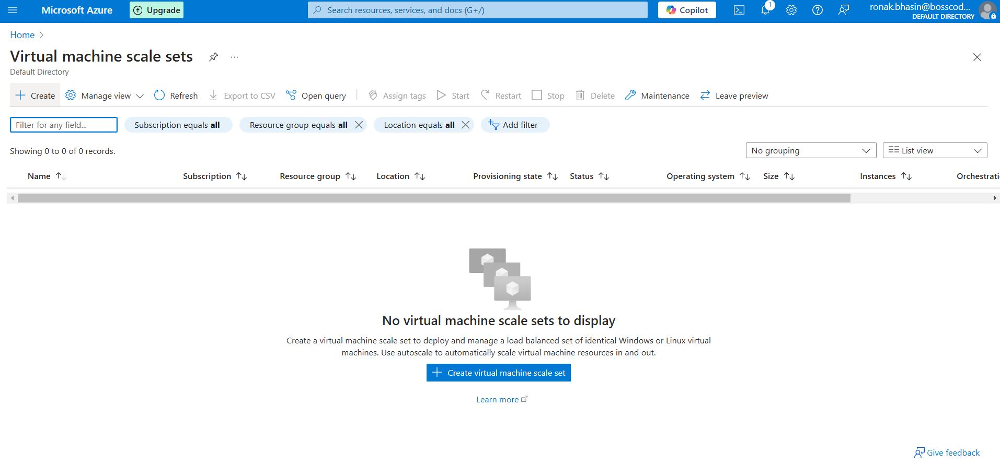 Microsoft Azure
Upgrade
Search resources, services, and docs (G+/)
Copilot
1
ronak.bhasin@bosscod...
DEFAULT DIRECTORY
Home
Virtual machine scale sets
...
Default Directory
Create
Manage view
Refresh
Export to CSV
Open query
Assign tags
Start
Restart
Stop
Delete
Maintenance
Leave preview
Filter for any field...
Subscription equals all
Resource group equals all
Location equals all
Add filter
Showing 0 to 0 of 0 records.
No grouping
List view
Name
Subscription
Resource group
Location
Provisioning state
Status
Operating system
Size
Instances
Orchestrati
No virtual machine scale sets to display
Create a virtual machine scale set to deploy and manage a load balanced set of identical Windows or Linux virtual
machines. Use autoscale to automatically scale virtual machine resources in and out.
Create virtual machine scale set
Learn more
Give feedback